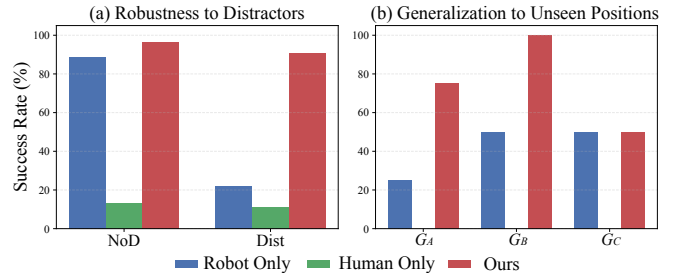 (a) Robustness to Distractors
(b) Generalization to Unseen Positions
Success Rate (%)
100
80
60
40
20
0
NoD
Dist
100
80
60
40
20
0
G_A
G_B
G_C
Robot Only
Human Only
Ours